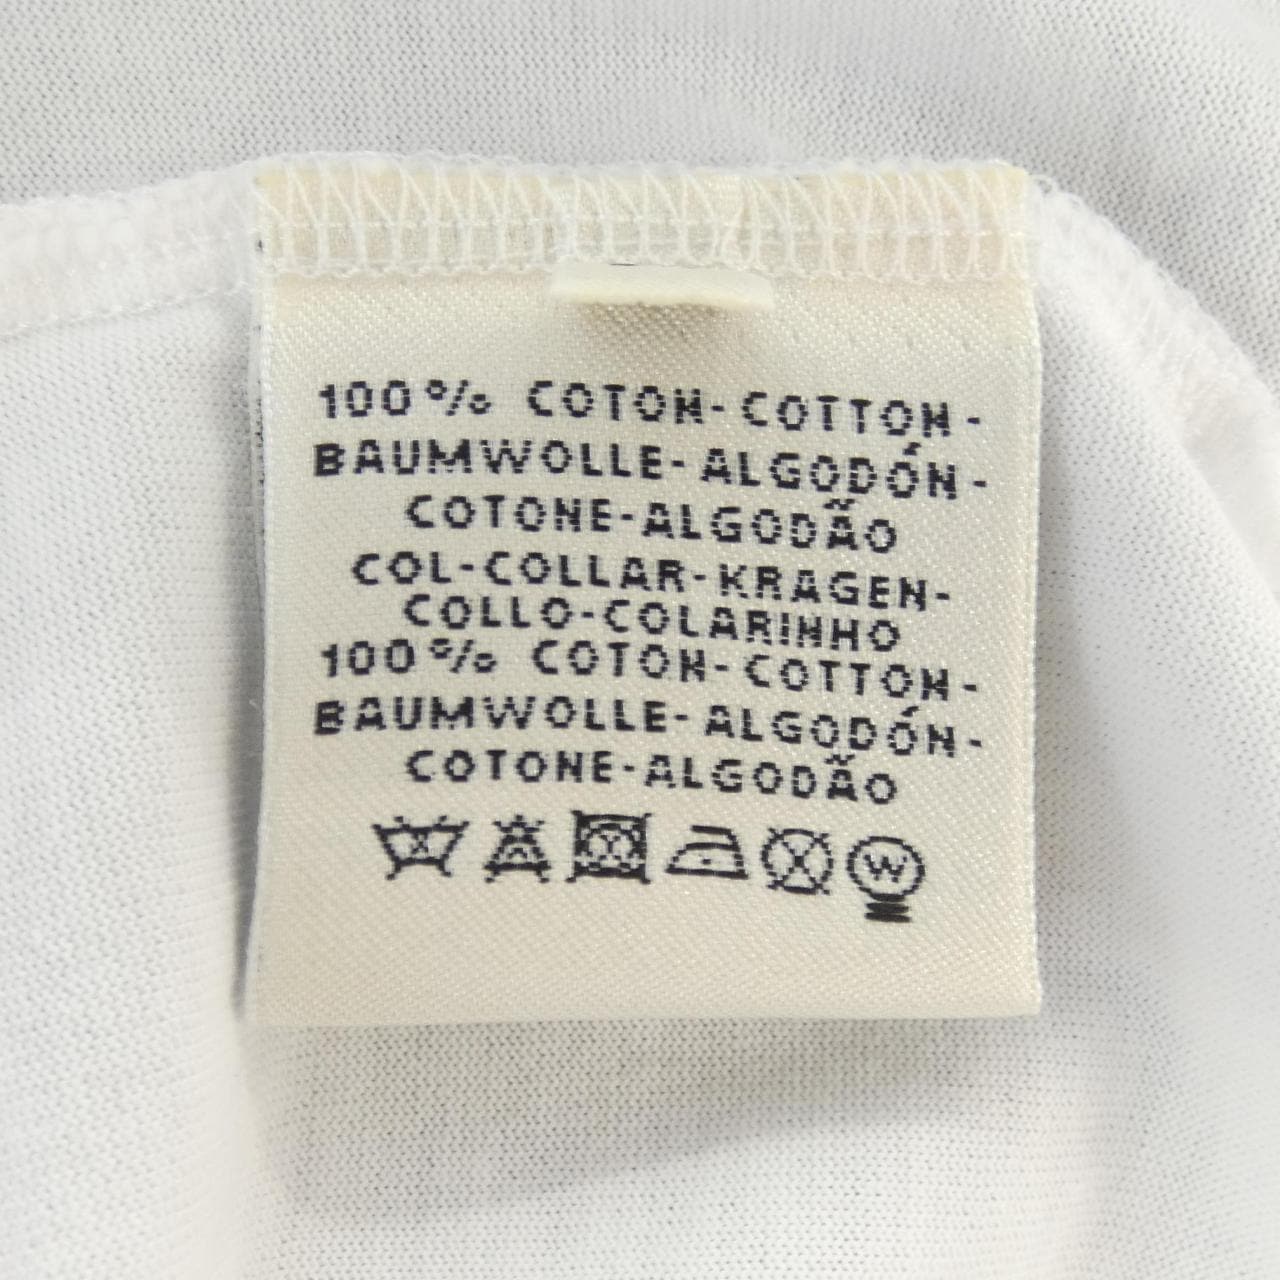 100% COTON-COTTON-
BAUMWOLLE-ALGODÓN-
COTONE-ALGODÃO
COL-COLLAR-KRAGEN-
COLLO-COLARINHO
100% COTON-COTTON-
BAUMWOLLE-ALGODÓN-
COTONE-ALGODÃO
W